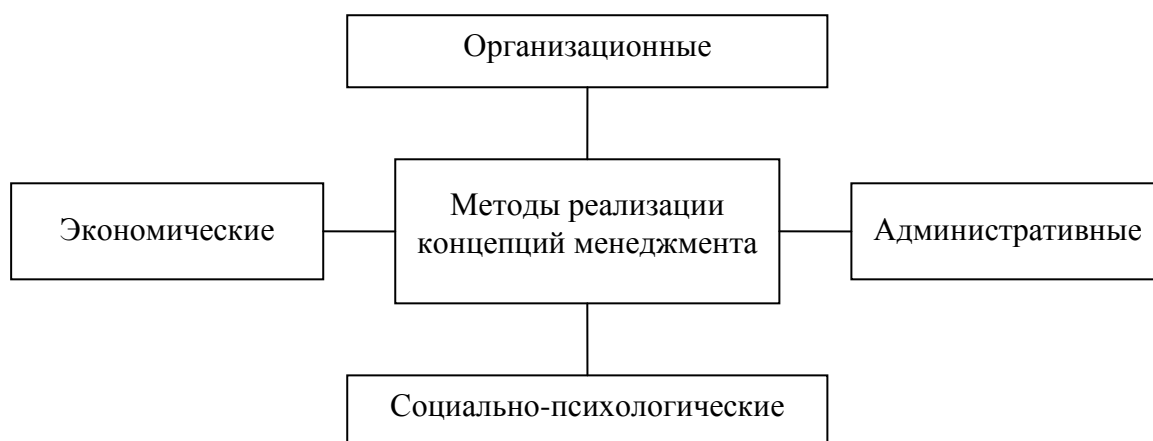 Организационные
Экономические
Методы реализации
концепций менеджмента
Административные
Социально-психологические